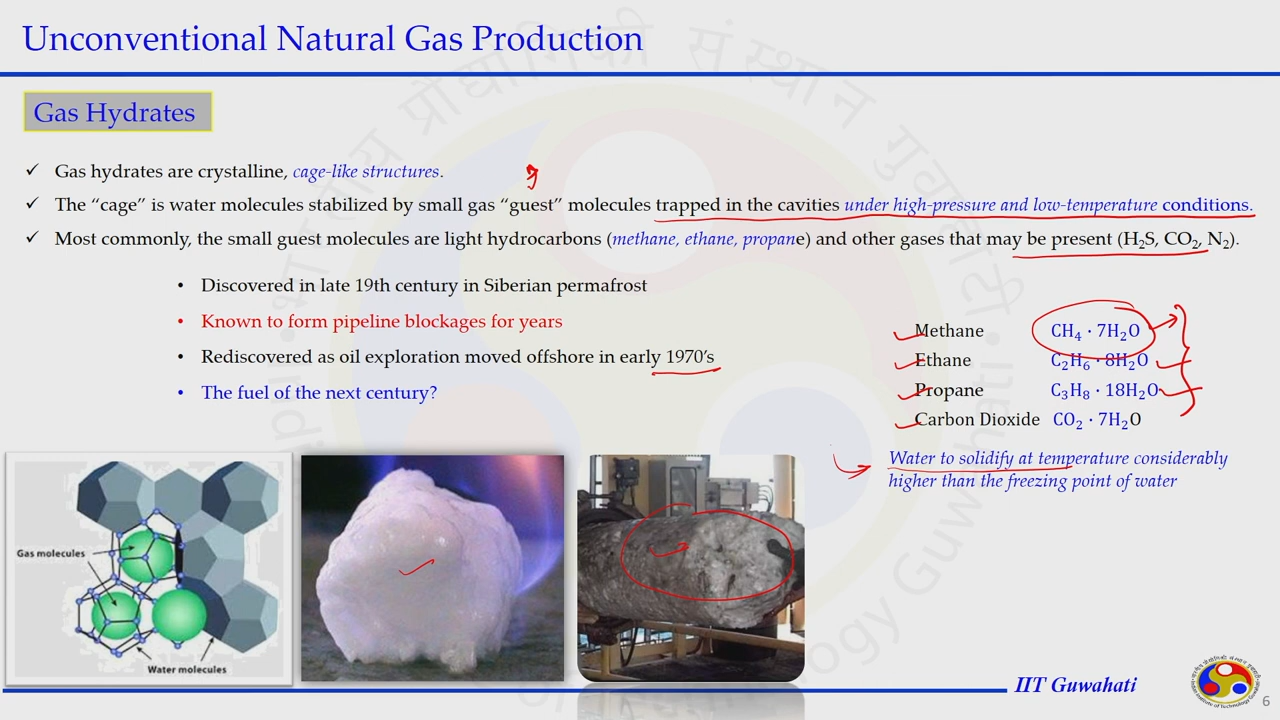 Unconventional Natural Gas Production
Gas Hydrates
✓ Gas hydrates are crystalline, cage-like structures.
✓ The “cage” is water molecules stabilized by small gas “guest” molecules trapped in the cavities under high-pressure and low-temperature conditions.
✓ Most commonly, the small guest molecules are light hydrocarbons (methane, ethane, propane) and other gases that may be present (H₂S, CO₂, N₂).
• Discovered in late 19th century in Siberian permafrost
• Known to form pipeline blockages for years
• Rediscovered as oil exploration moved offshore in early 1970’s
• The fuel of the next century?
Methane CH₄ · 7H₂O
Ethane C₂H₆ · 8H₂O
Propane C₃H₈ · 18H₂O
Carbon Dioxide CO₂ · 7H₂O
Water to solidify at temperature considerably
higher than the freezing point of water
Gas molecules
Water molecules
IIT Guwahati
6